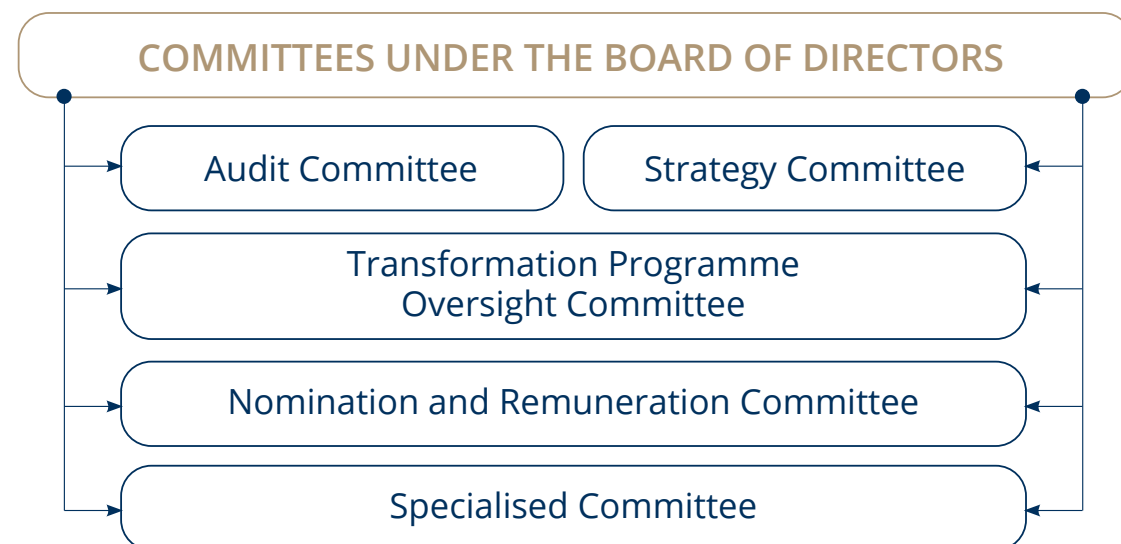 COMMITTEES UNDER THE BOARD OF DIRECTORS
Audit Committee
Strategy Committee
Transformation Programme
Oversight Committee
Nomination and Remuneration Committee
Specialised Committee